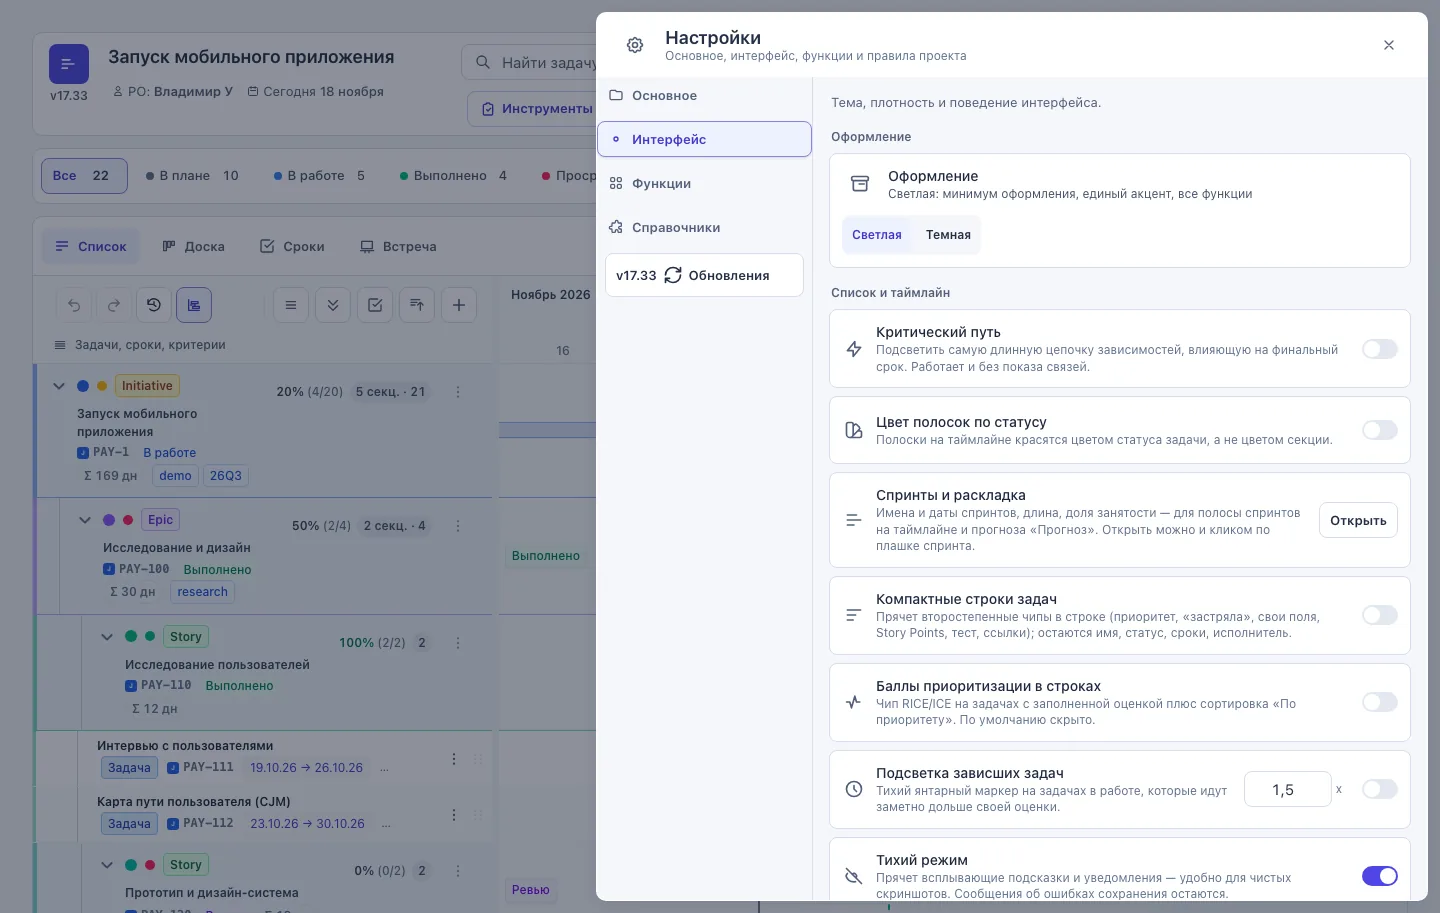 Запуск мобильного приложения
v17.33
PO: Владимир У
Сегодня 18 ноября
Найти задачу
Инструменты
Все 22
В плане 10
В работе 5
Выполнено 4
Список
Доска
Сроки
Встреча
Ноябрь 2026
16
Задачи, сроки, критерии
Initiative
20% (4/20)
5 секц. · 21
Запуск мобильного
приложения
PAY-1 В работе
Σ 169 дн demo 26Q3
Epic
50% (2/4)
2 секц. · 4
Исследование и дизайн
PAY-100 Выполнено
Σ 30 дн research
Выполнено
Story
100% (2/2) 2
Исследование пользователей
PAY-110 Выполнено
Σ 12 дн
Интервью с пользователями
Задача PAY-111 19.10.26 → 26.10.26 ...
Карта пути пользователя (CJM)
Задача PAY-112 23.10.26 → 30.10.26 ...
Story
0% (0/2) 2
Прототип и дизайн-система
Ревью
Настройки
Основное, интерфейс, функции и правила проекта
Основное
Интерфейс
Функции
Справочники
v17.33 Обновления
Тема, плотность и поведение интерфейса.
Оформление
Оформление
Светлая: минимум оформления, единый акцент, все функции
Светлая Темная
Список и таймлайн
Критический путь
Подсветить самую длинную цепочку зависимостей, влияющую на финальный
срок. Работает и без показа связей.
Цвет полосок по статусу
Полоски на таймлайне красятся цветом статуса задачи, а не цветом секции.
Спринты и раскладка
Имена и даты спринтов, длина, доля занятости — для полосы спринтов
на таймлайне и прогноза «Прогноз». Открыть можно и кликом по
плашке спринта.
Открыть
Компактные строки задач
Прячет второстепенные чипы в строке (приоритет, «застряла», свои поля,
Story Points, тест, ссылки); остаются имя, статус, сроки, исполнитель.
Баллы приоритизации в строках
Чип RICE/ICE на задачах с заполненной оценкой плюс сортировка «По
приоритету». По умолчанию скрыто.
Подсветка зависших задач
Тихий янтарный маркер на задачах в работе, которые идут
заметно дольше своей оценки.
1,5 x
Тихий режим
Прячет всплывающие подсказки и уведомления — удобно для чистых
скриншотов. Сообщения об ошибках сохранения остаются.